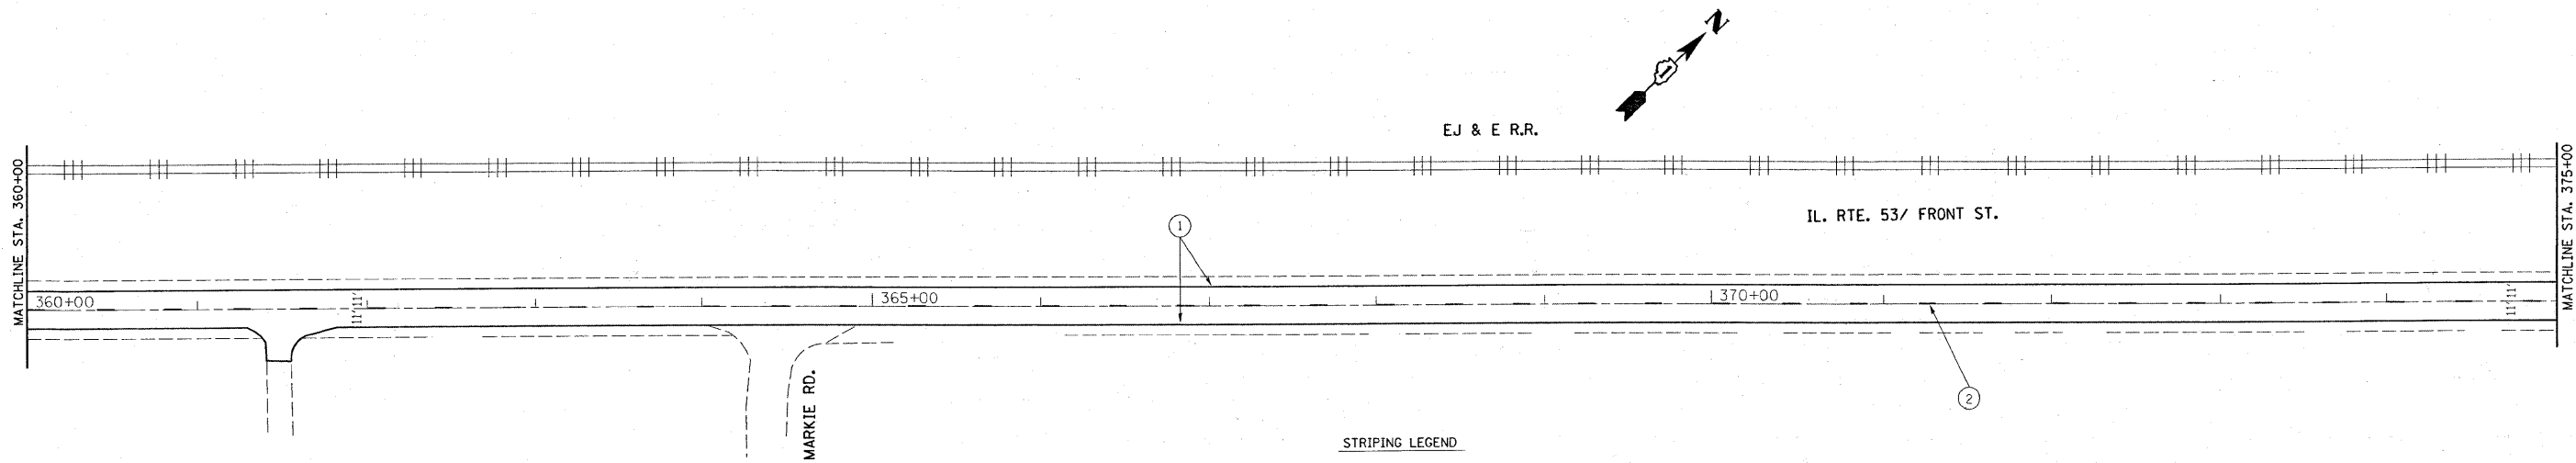 N
EJ & E R.R.
MATCHLINE STA. 360+00
MATCHLINE STA. 375+00
IL. RTE. 53/ FRONT ST.
1
360+00
11'
11'
365+00
370+00
11'
11'
2
MARKIE RD.
STRIPING LEGEND